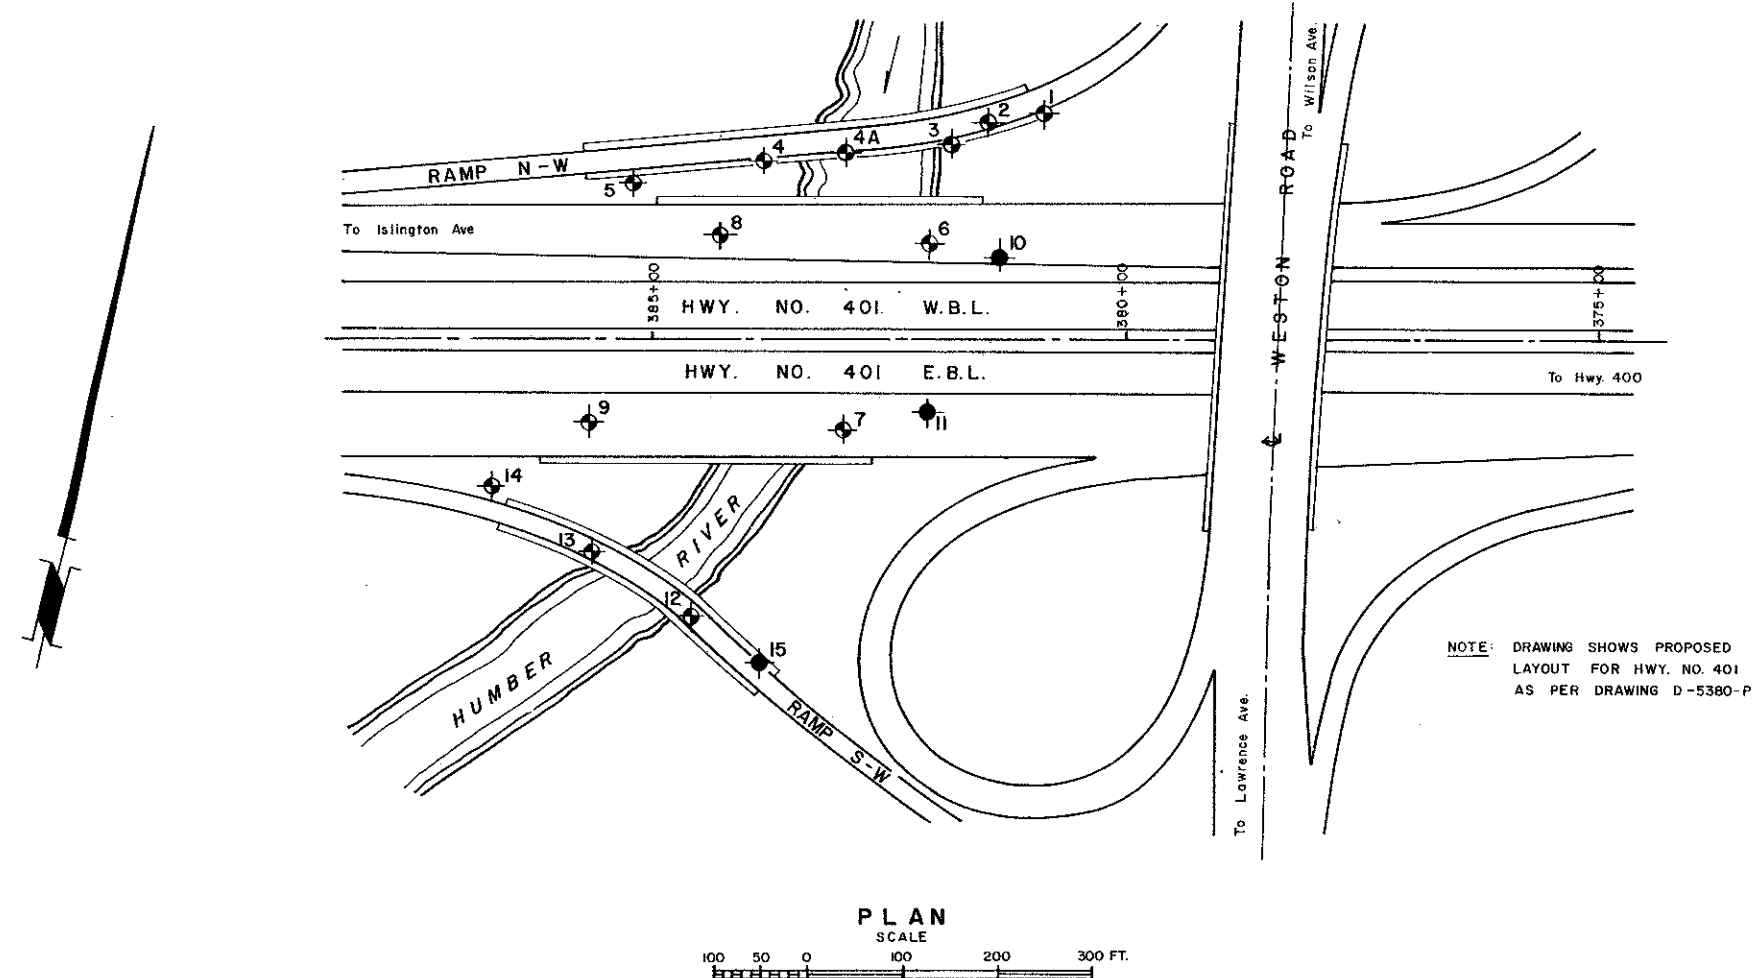 To Wilson Ave.
1
2
3
4A
4
5
RAMP N-W
To Islington Ave
8
6
10
WESTON ROAD
385+00
380+00
375+00
HWY. NO. 401. W.B.L.
HWY. NO. 401 E.B.L.
To Hwy. 400
9
7
11
℄
14
13
12
15
HUMBER RIVER
RAMP S-W
To Lawrence Ave.
NOTE: DRAWING SHOWS PROPOSED
LAYOUT FOR HWY. NO. 401
AS PER DRAWING D-5380-P
PLAN
SCALE
100 50 0 100 200 300 FT.